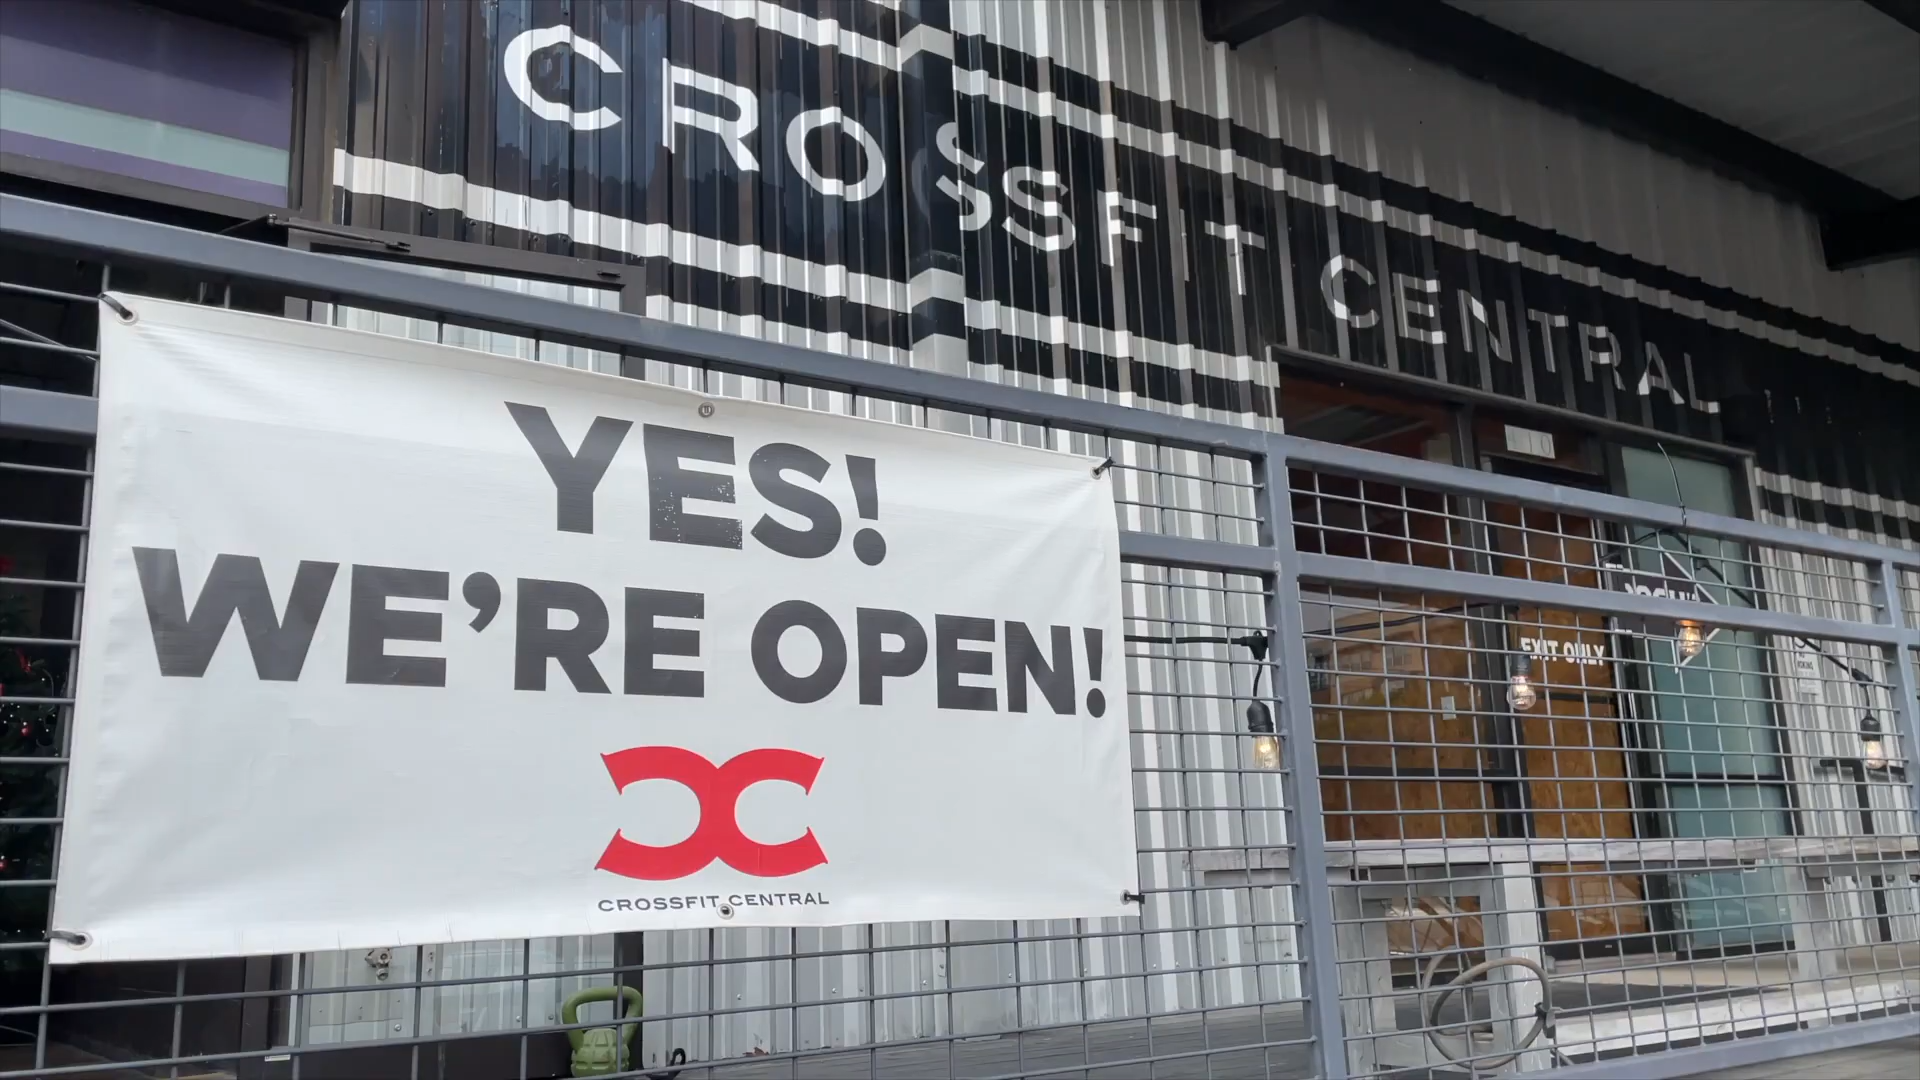 CROSSFIT CENTRAL
YES!
WE'RE OPEN!
CROSSFIT CENTRAL
EXIT ONLY